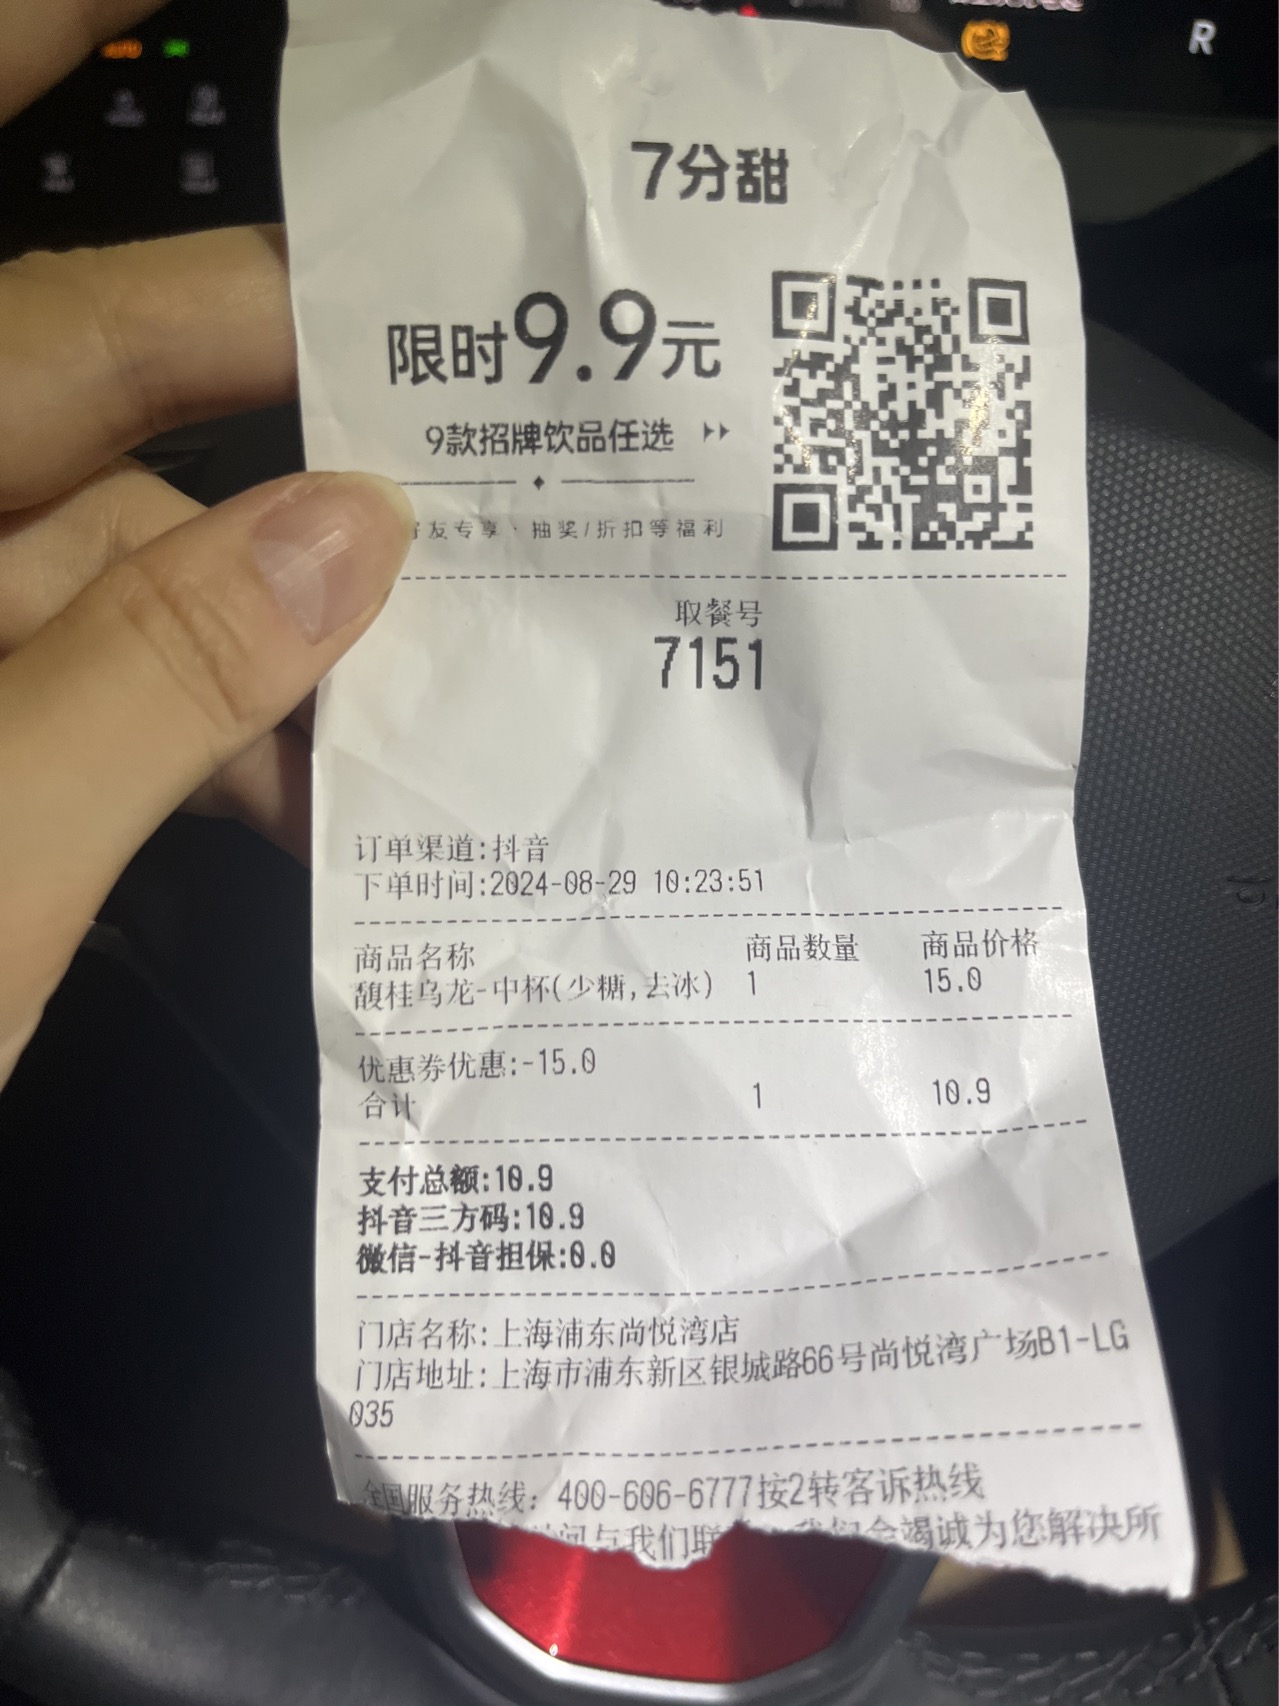 R
7分甜
限时9.9元
9款招牌饮品任选
友专享·抽奖/折扣等福利
取餐号
7151
订单渠道:抖音
下单时间:2024-08-29 10:23:51
商品名称 商品数量 商品价格
馥桂乌龙-中杯(少糖,去冰) 1 15.0
优惠券优惠:-15.0
合计 1 10.9
支付总额:10.9
抖音三方码:10.9
微信-抖音担保:0.0
门店名称:上海浦东尚悦湾店
门店地址:上海市浦东新区银城路66号尚悦湾广场B1-LG
035
全国服务热线: 400-606-6777按2转客诉热线
间与我们联 我们会竭诚为您解决所